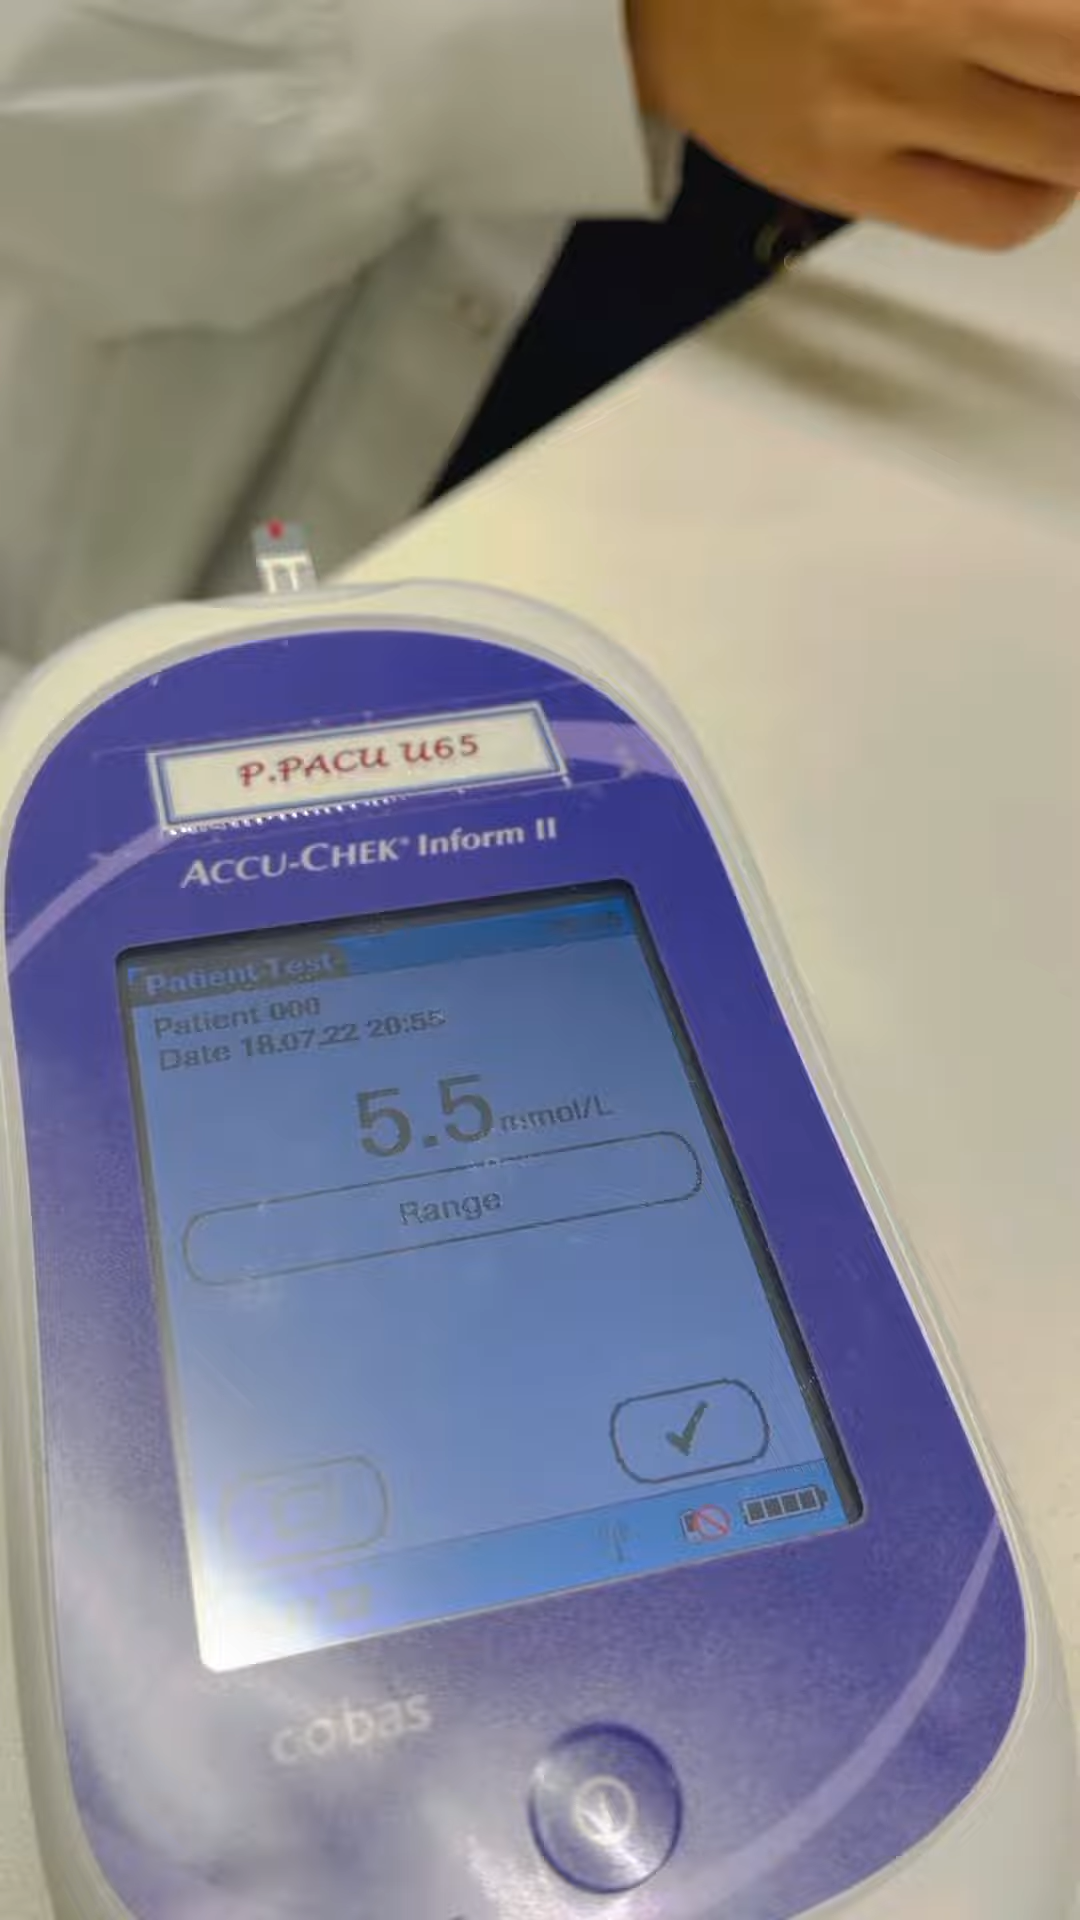 P.PACU U65
ACCU-CHEK® Inform II
Patient Test
Patient 000
Date 18.07.22 20:55
5.5 mmol/L
Range
cobas